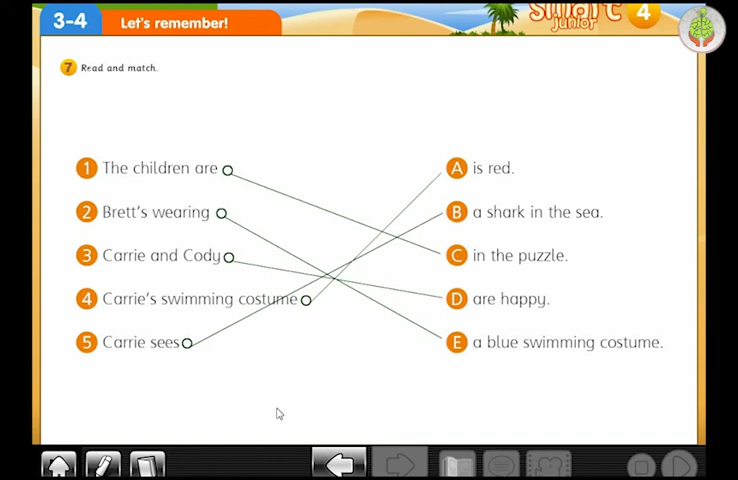 3-4 Let's remember!
smart junior 4
7 Read and match.
1 The children are
2 Brett's wearing
3 Carrie and Cody
4 Carrie's swimming costume
5 Carrie sees
A is red.
B a shark in the sea.
C in the puzzle.
D are happy.
E a blue swimming costume.